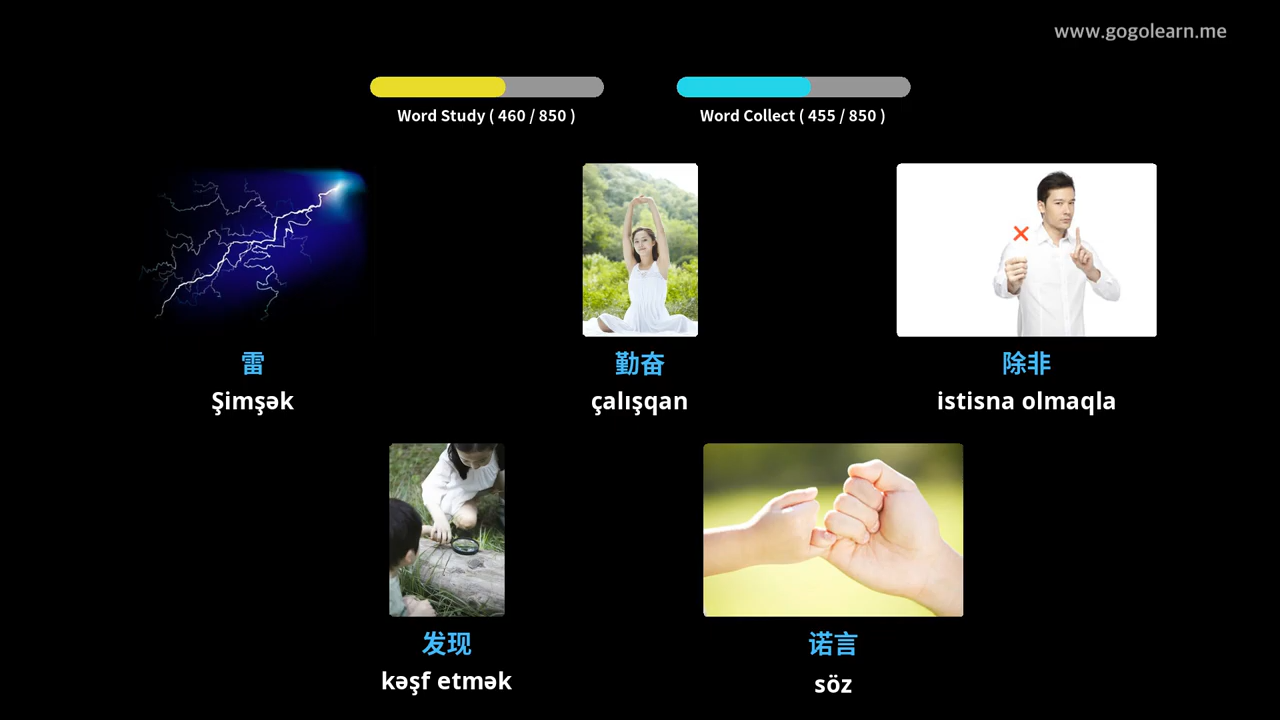 www.gogolearn.me
Word Study ( 460 / 850 )
Word Collect ( 455 / 850 )
雷
Şimşək
勤奋
çalışqan
除非
istisna olmaqla
发现
kəşf etmək
诺言
söz